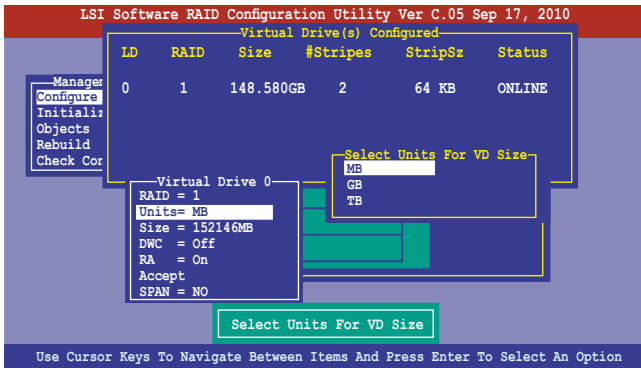 LSI Software RAID Configuration Utility Ver C.05 Sep 17, 2010
Virtual Drive(s) Configured
LD RAID Size #Stripes StripSz Status
0 1 148.580GB 2 64 KB ONLINE
Configure
Objects
Rebuild
Check
Select Units For VD Size
MB
GB
TB
Virtual Drive 0
RAID = 1
Units= MB
Size = 152146MB
DWC = Off
RA = On
Accept
SPAN = NO
Select Units For VD Size
Use Cursor Keys To Navigate Between Items And Press Enter To Select An Option